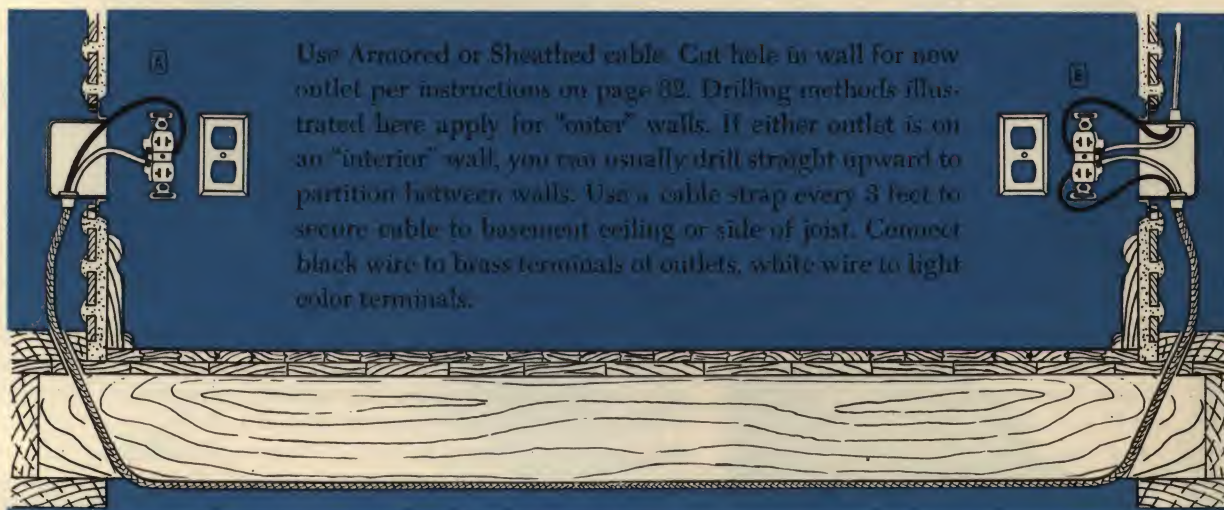 A
B
Use Armored or Sheathed cable. Cut hole in wall for new
outlet per instructions on page 32. Drilling methods illus-
trated here apply for "outer" walls. If either outlet is on
an "interior" wall, you can usually drill straight upward to
partition between walls. Use a cable strap every 3 feet to
secure cable to basement ceiling or side of joist. Connect
black wire to brass terminals of outlets, white wire to light
color terminals.